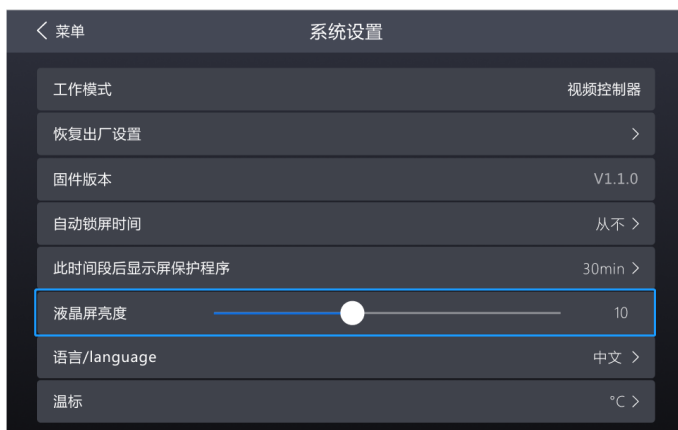 菜单
系统设置
工作模式 视频控制器
恢复出厂设置
固件版本 V1.1.0
自动锁屏时间 从不
此时间段后显示屏保护程序 30min
液晶屏亮度 10
语言/language 中文
温标 °C